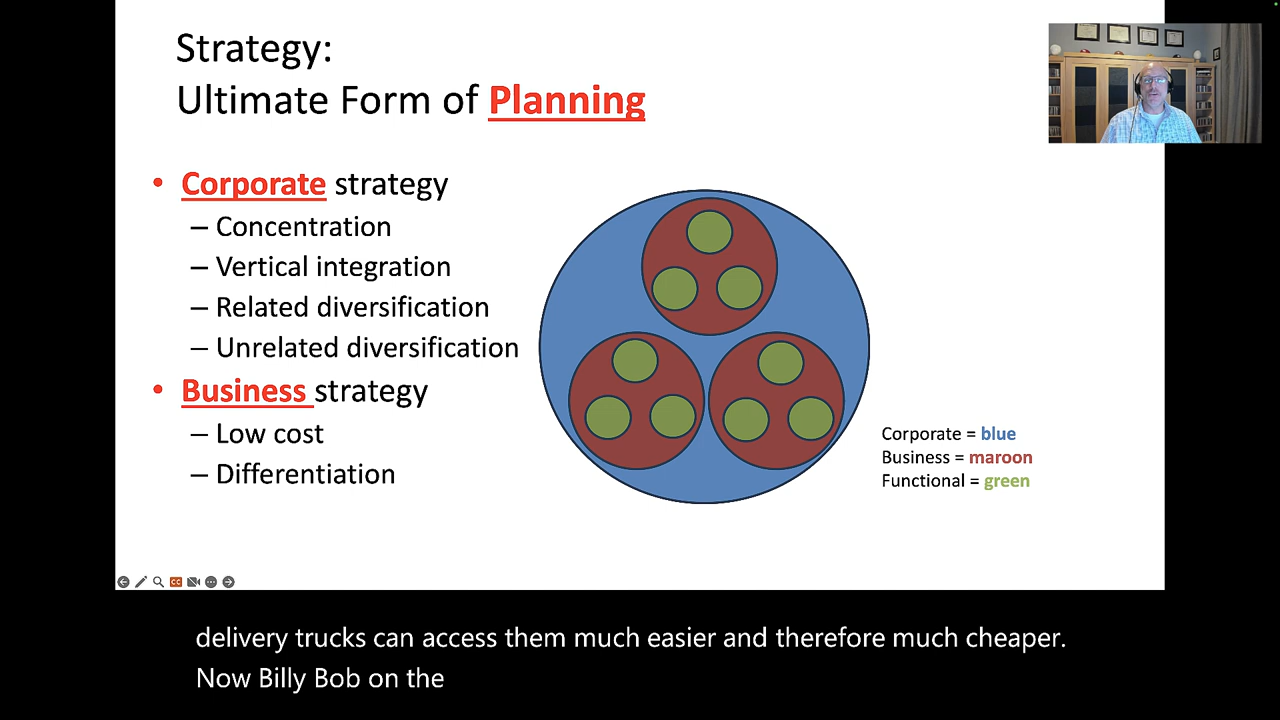 Strategy:
Ultimate Form of Planning
• Corporate strategy
– Concentration
– Vertical integration
– Related diversification
– Unrelated diversification
• Business strategy
– Low cost
– Differentiation
Corporate = blue
Business = maroon
Functional = green
CC
delivery trucks can access them much easier and therefore much cheaper.
Now Billy Bob on the